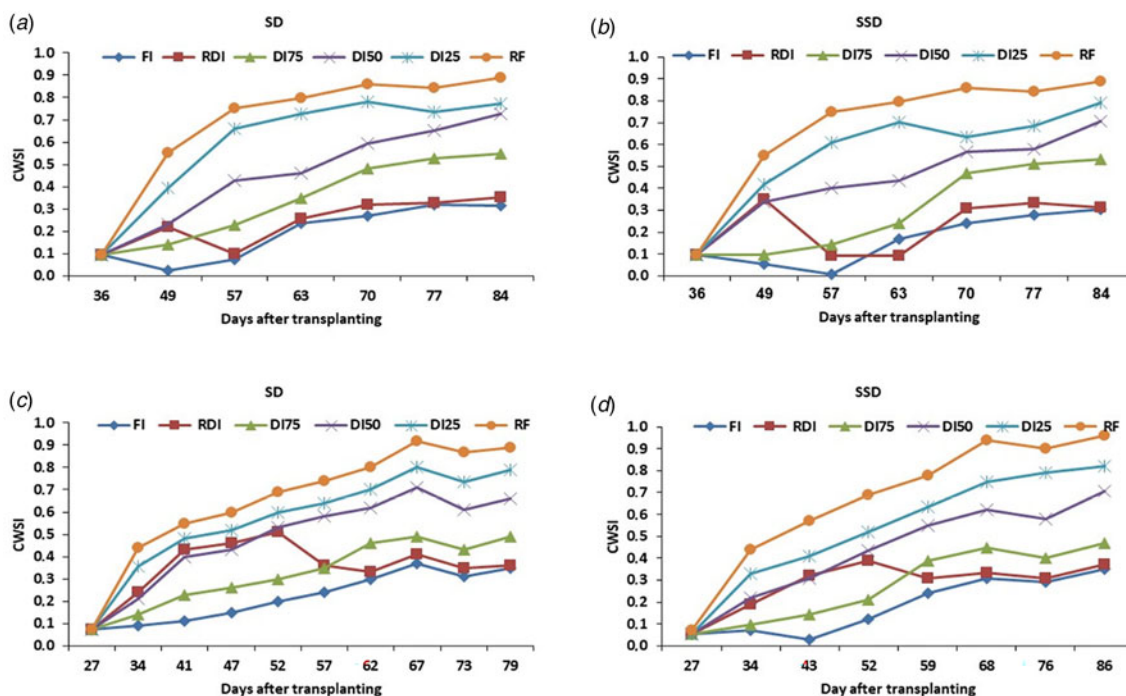 (a)
SD
FI RDI DI75 DI50 DI25 RF
1.0
0.9
0.8
0.7
0.6
0.5
0.4
0.3
0.2
0.1
0.0
CWSI
36 49 57 63 70 77 84
Days after transplanting
(b)
SSD
FI RDI DI75 DI50 DI25 RF
1.0
0.9
0.8
0.7
0.6
0.5
0.4
0.3
0.2
0.1
0.0
CWSI
36 49 57 63 70 77 84
Days after transplanting
(c)
SD
FI RDI DI75 DI50 DI25 RF
1.0
0.9
0.8
0.7
0.6
0.5
0.4
0.3
0.2
0.1
0.0
CWSI
27 34 41 47 52 57 62 67 73 79
Days after transplanting
(d)
SSD
FI RDI DI75 DI50 DI25 RF
1.0
0.9
0.8
0.7
0.6
0.5
0.4
0.3
0.2
0.1
0.0
CWSI
27 34 43 52 59 68 76 86
Days after transplanting